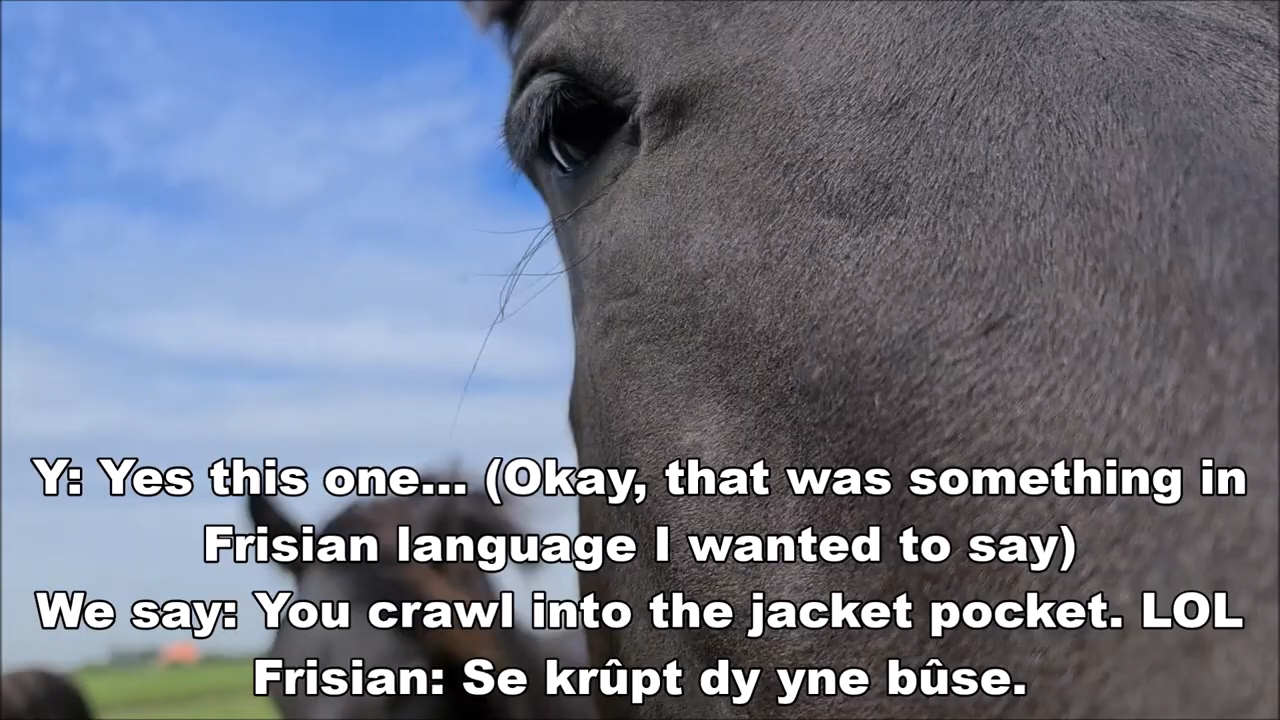 Y: Yes this one... (Okay, that was something in
Frisian language I wanted to say)
We say: You crawl into the jacket pocket. LOL
Frisian: Se krûpt dy yne bûse.